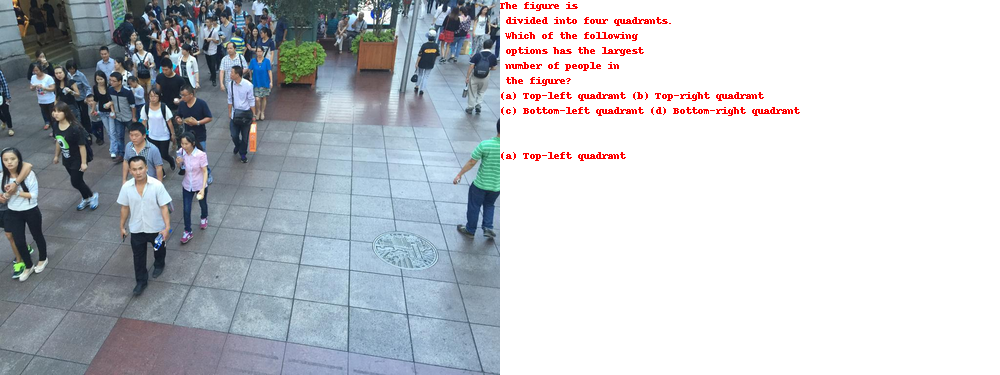 The figure is
divided into four quadrants.
Which of the following
options has the largest
number of people in
the figure?
(a) Top-left quadrant (b) Top-right quadrant
(c) Bottom-left quadrant (d) Bottom-right quadrant
(a) Top-left quadrant